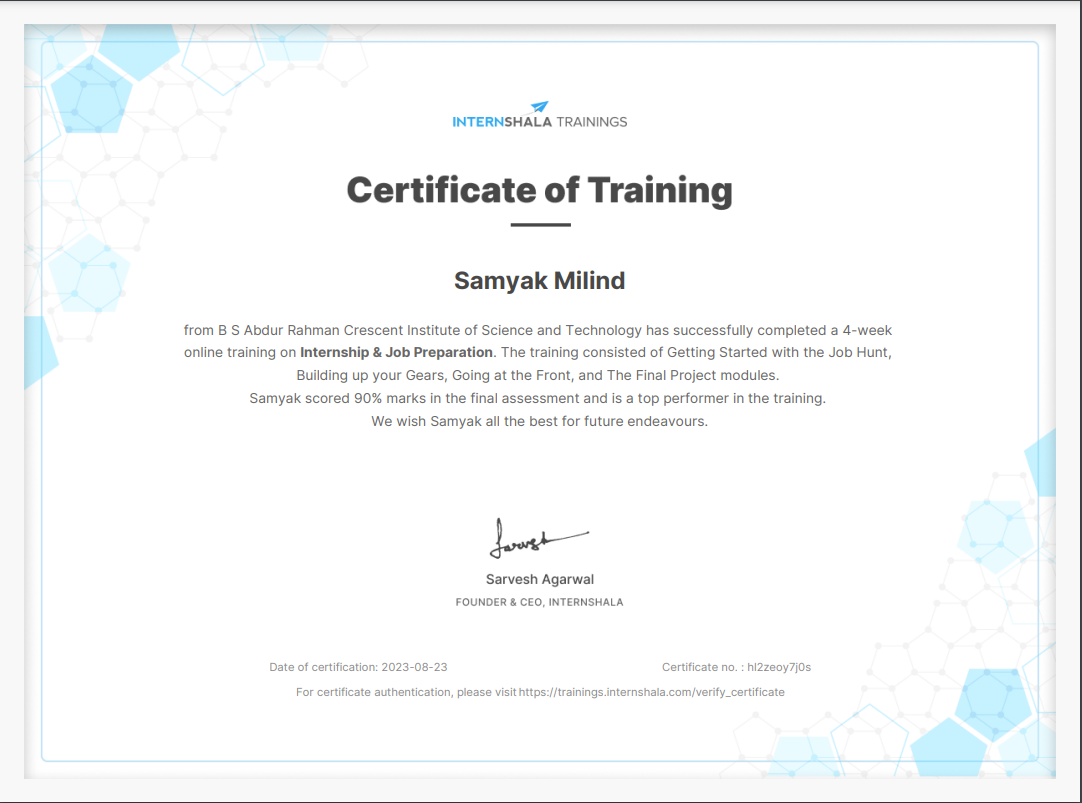 INTERNSHALA TRAININGS
Certificate of Training
Samyak Milind
from B S Abdur Rahman Crescent Institute of Science and Technology has successfully completed a 4-week
online training on Internship & Job Preparation. The training consisted of Getting Started with the Job Hunt,
Building up your Gears, Going at the Front, and The Final Project modules.
Samyak scored 90% marks in the final assessment and is a top performer in the training.
We wish Samyak all the best for future endeavours.
Sarvesh
Sarvesh Agarwal
FOUNDER & CEO, INTERNSHALA
Date of certification: 2023-08-23
Certificate no. : hl2zeoy7j0s
For certificate authentication, please visit https://trainings.internshala.com/verify_certificate